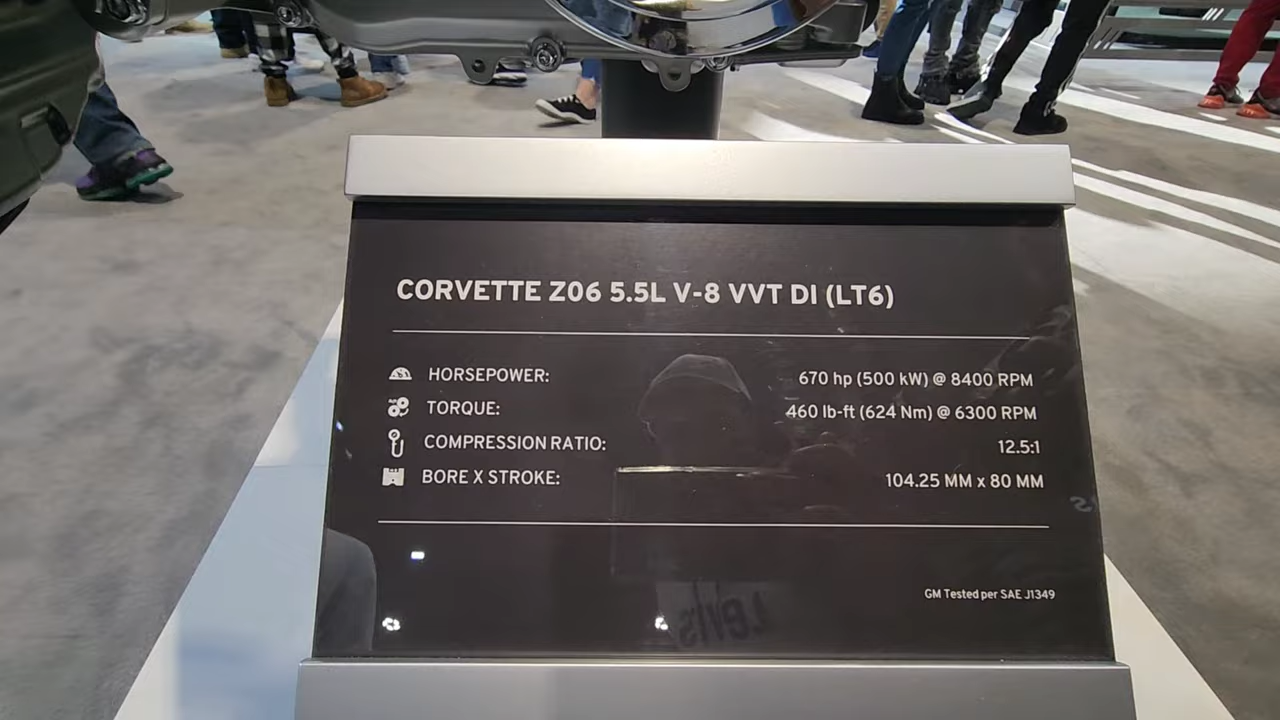 CORVETTE Z06 5.5L V-8 VVT DI (LT6)
HORSEPOWER: 670 hp (500 kW) @ 8400 RPM
TORQUE: 460 lb-ft (624 Nm) @ 6300 RPM
COMPRESSION RATIO: 12.5:1
BORE X STROKE: 104.25 MM x 80 MM
GM Tested per SAE J1349
Levi's